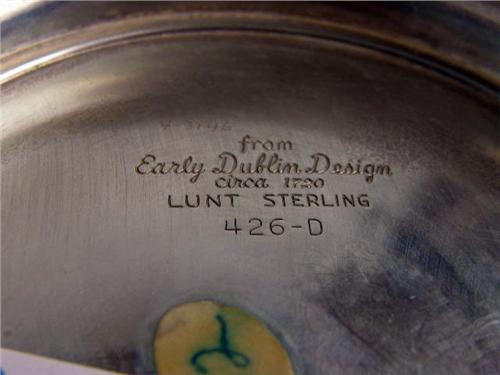 from
Early Dublin Design
circa 1720
LUNT STERLING
426-D